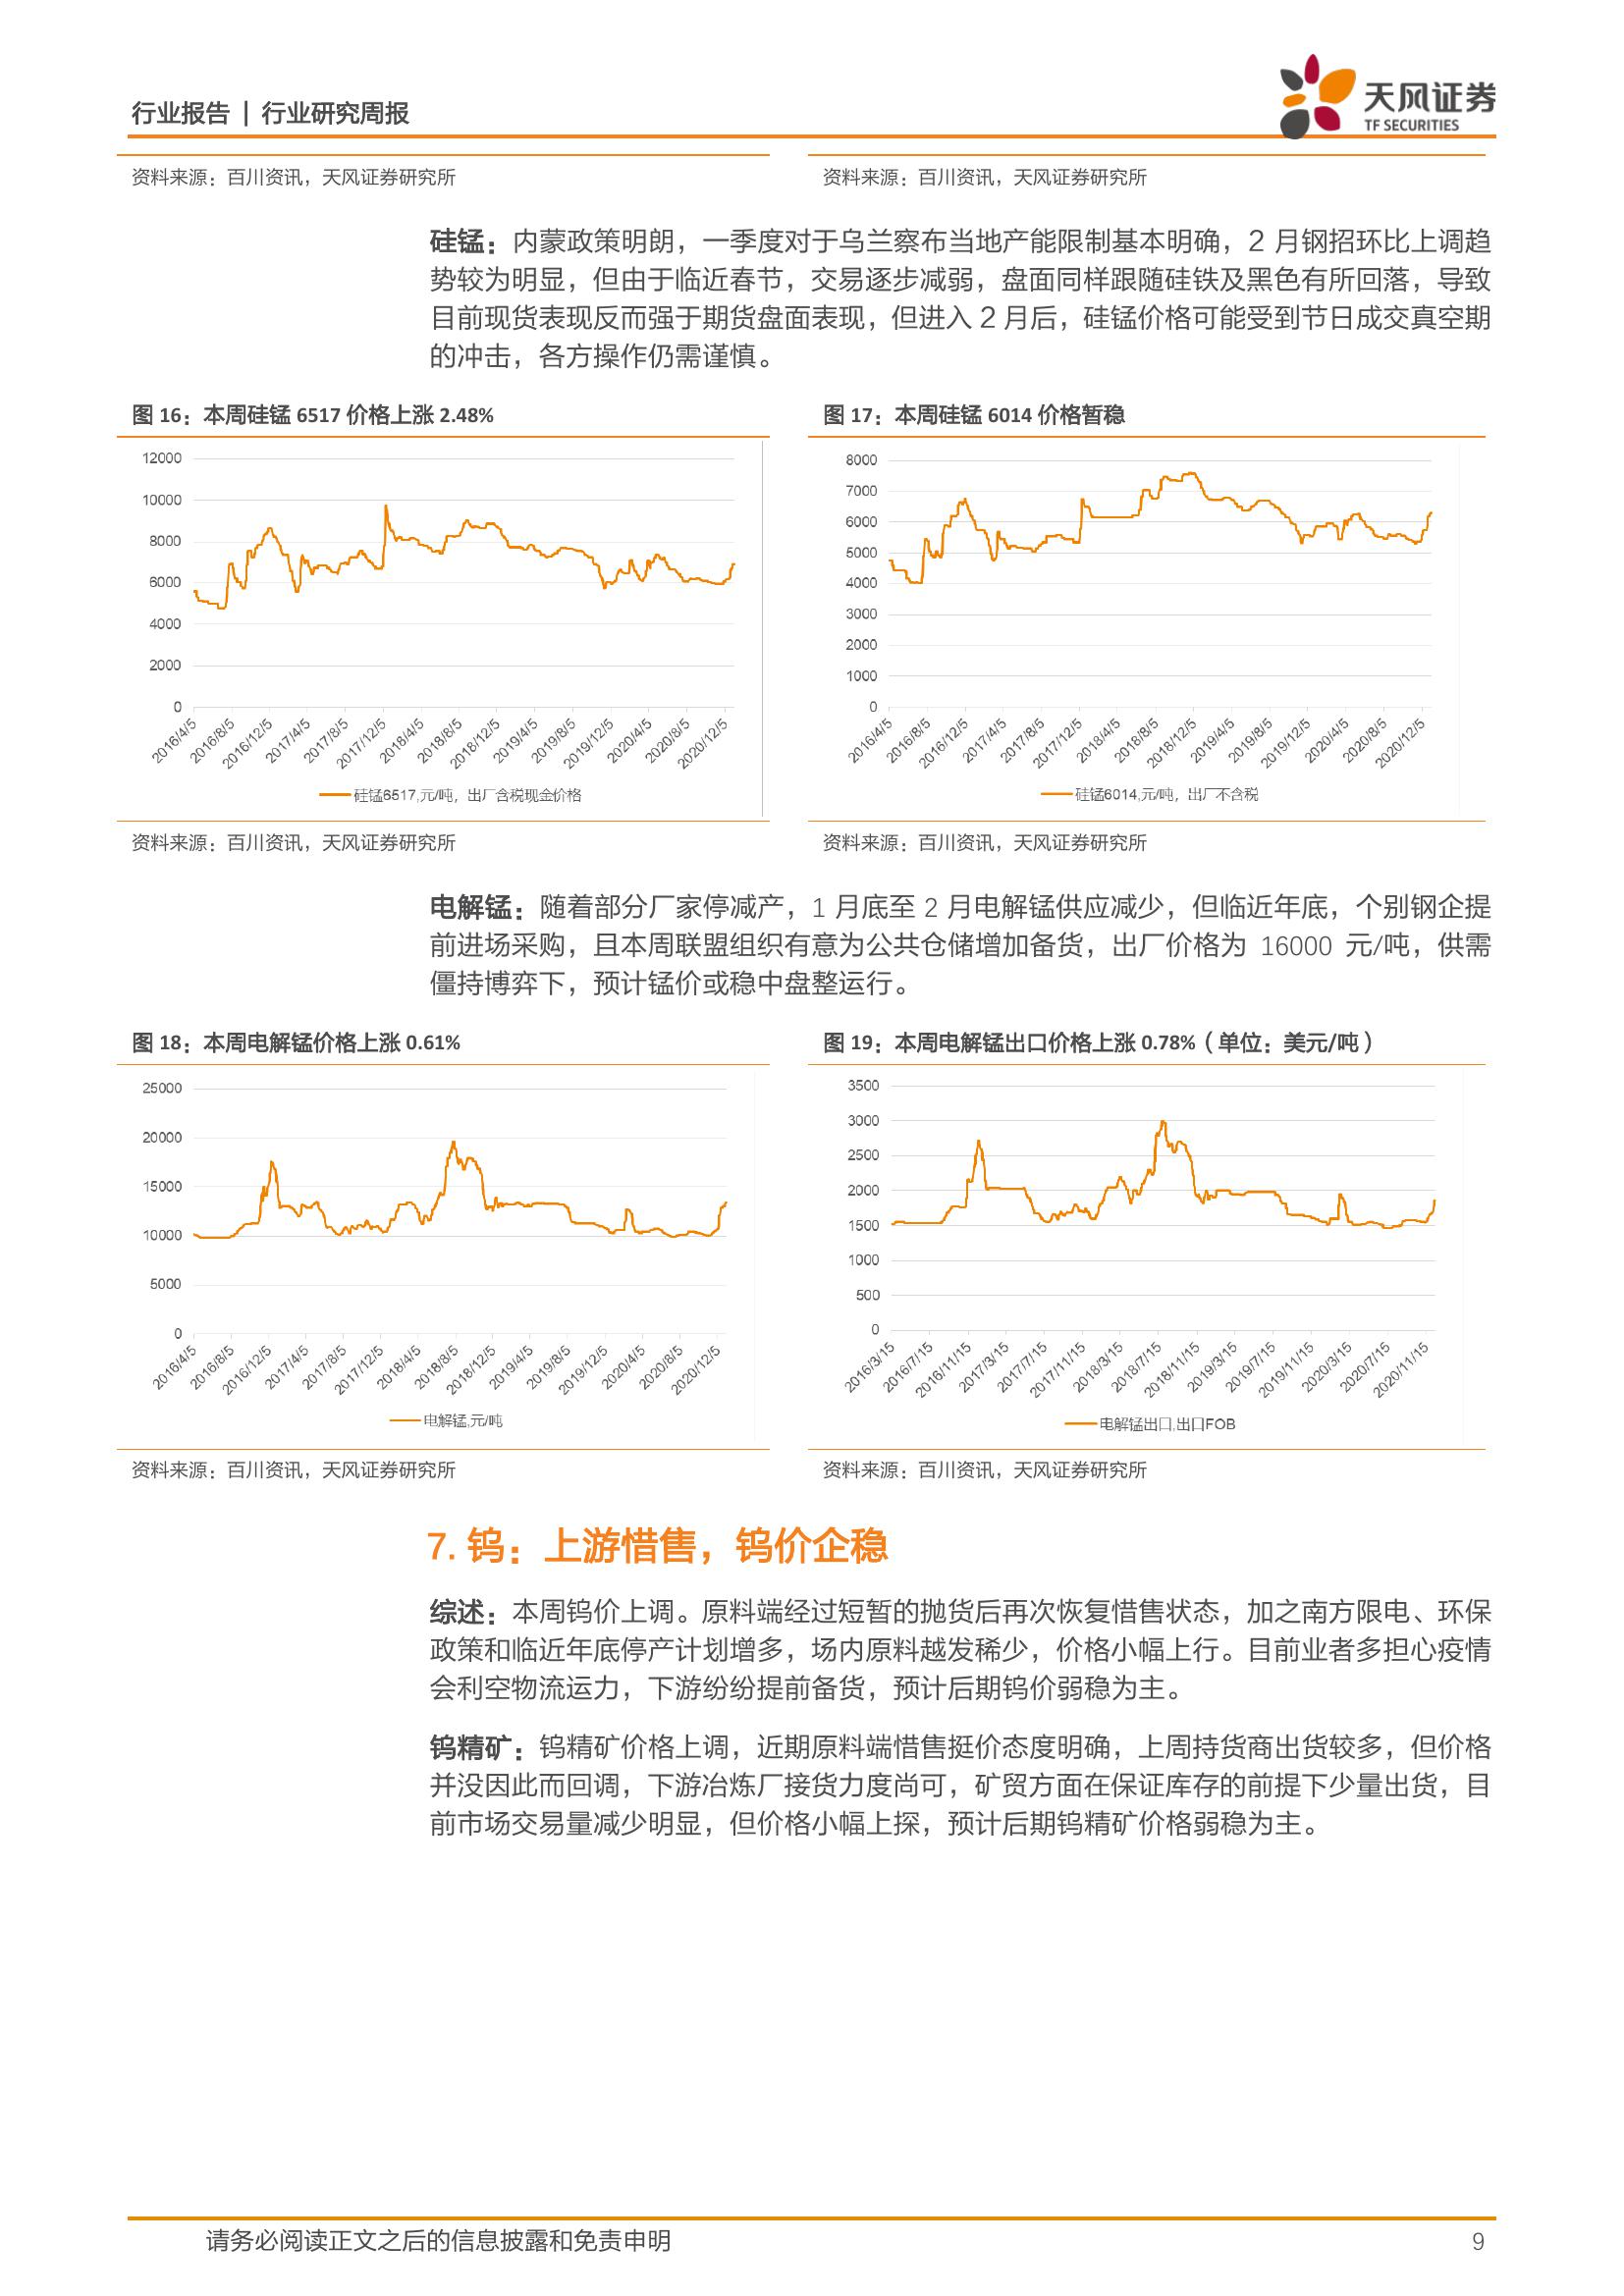 行业报告 | 行业研究周报
天风证券
TF SECURITIES
资料来源：百川资讯，天风证券研究所
资料来源：百川资讯，天风证券研究所
硅锰：内蒙政策明朗，一季度对于乌兰察布当地产能限制基本明确，2 月钢招环比上调趋
势较为明显，但由于临近春节，交易逐步减弱，盘面同样跟随硅铁及黑色有所回落，导致
目前现货表现反而强于期货盘面表现，但进入 2 月后，硅锰价格可能受到节日成交真空期
的冲击，各方操作仍需谨慎。
图 16：本周硅锰 6517 价格上涨 2.48%
12000
10000
8000
6000
4000
2000
0
2016/4/5
2016/8/5
2016/12/5
2017/4/5
2017/8/5
2017/12/5
2018/4/5
2018/8/5
2018/12/5
2019/4/5
2019/8/5
2019/12/5
2020/4/5
2020/8/5
2020/12/5
硅锰6517,元/吨，出厂含税现金价格
资料来源：百川资讯，天风证券研究所
图 17：本周硅锰 6014 价格暂稳
8000
7000
6000
5000
4000
3000
2000
1000
0
2016/4/5
2016/8/5
2016/12/5
2017/4/5
2017/8/5
2017/12/5
2018/4/5
2018/8/5
2018/12/5
2019/4/5
2019/8/5
2019/12/5
2020/4/5
2020/8/5
2020/12/5
硅锰6014,元/吨，出厂不含税
资料来源：百川资讯，天风证券研究所
电解锰：随着部分厂家停减产，1 月底至 2 月电解锰供应减少，但临近年底，个别钢企提
前进场采购，且本周联盟组织有意为公共仓储增加备货，出厂价格为 16000 元/吨，供需
僵持博弈下，预计锰价或稳中盘整运行。
图 18：本周电解锰价格上涨 0.61%
25000
20000
15000
10000
5000
0
2016/4/5
2016/8/5
2016/12/5
2017/4/5
2017/8/5
2017/12/5
2018/4/5
2018/8/5
2018/12/5
2019/4/5
2019/8/5
2019/12/5
2020/4/5
2020/8/5
2020/12/5
电解锰,元/吨
资料来源：百川资讯，天风证券研究所
图 19：本周电解锰出口价格上涨 0.78%（单位：美元/吨）
3500
3000
2500
2000
1500
1000
500
0
2016/3/15
2016/7/15
2016/11/15
2017/3/15
2017/7/15
2017/11/15
2018/3/15
2018/7/15
2018/11/15
2019/3/15
2019/7/15
2019/11/15
2020/3/15
2020/7/15
2020/11/15
电解锰出口,出口FOB
资料来源：百川资讯，天风证券研究所
7. 钨：上游惜售，钨价企稳
综述：本周钨价上调。原料端经过短暂的抛货后再次恢复惜售状态，加之南方限电、环保
政策和临近年底停产计划增多，场内原料越发稀少，价格小幅上行。目前业者多担心疫情
会利空物流运力，下游纷纷提前备货，预计后期钨价弱稳为主。
钨精矿：钨精矿价格上调，近期原料端惜售挺价态度明确，上周持货商出货较多，但价格
并没因此而回调，下游冶炼厂接货力度尚可，矿贸方面在保证库存的前提下少量出货，目
前市场交易量减少明显，但价格小幅上探，预计后期钨精矿价格弱稳为主。
请务必阅读正文之后的信息披露和免责申明
9